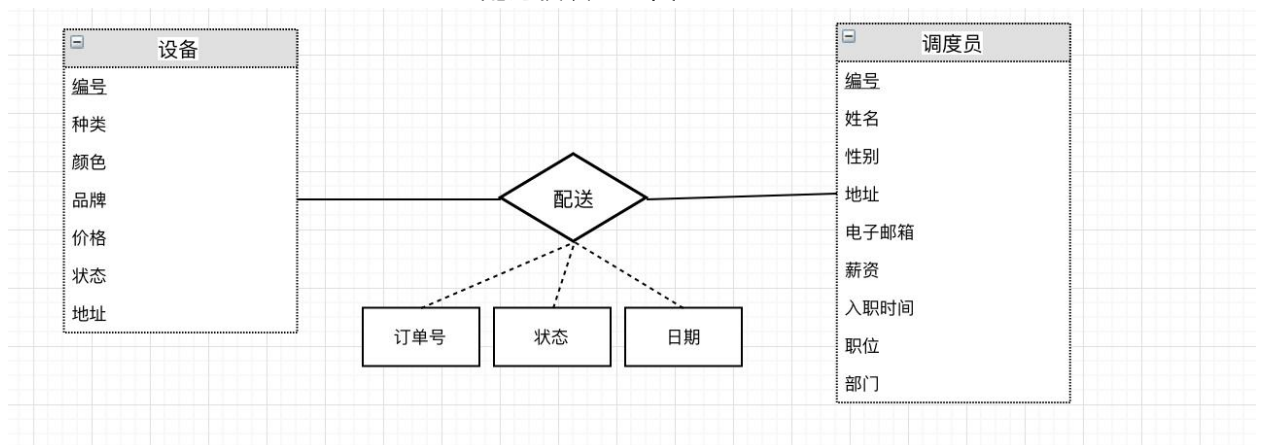 设备
编号
种类
颜色
品牌
价格
状态
地址
配送
订单号
状态
日期
调度员
编号
姓名
性别
地址
电子邮箱
薪资
入职时间
职位
部门